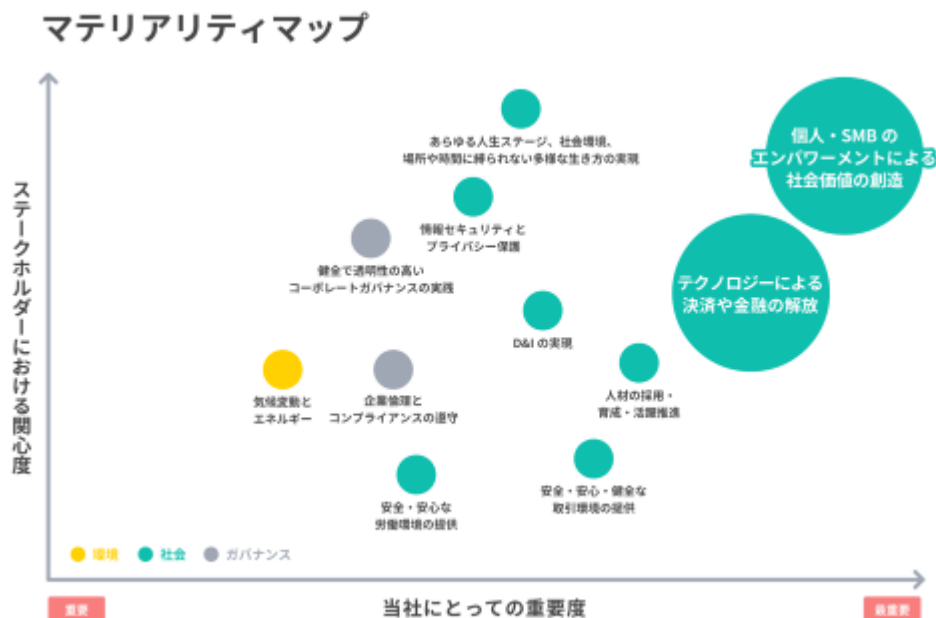 マテリアリティマップ
ステークホルダーにおける関心度
あらゆる人生ステージ、社会環境、
場所や時間に縛られない多様な生き方の実現
個人・SMB の
エンパワーメントによる
社会価値の創造
情報セキュリティと
プライバシー保護
健全で透明性の高い
コーポレートガバナンスの実践
テクノロジーによる
決済や金融の解放
D&I の実現
人材の採用・
育成・活躍推進
気候変動と
エネルギー
企業倫理と
コンプライアンスの遵守
安全・安心・健全な
取引環境の提供
安全・安心な
労働環境の提供
環境 社会 ガバナンス
重要
当社にとっての重要度
最重要